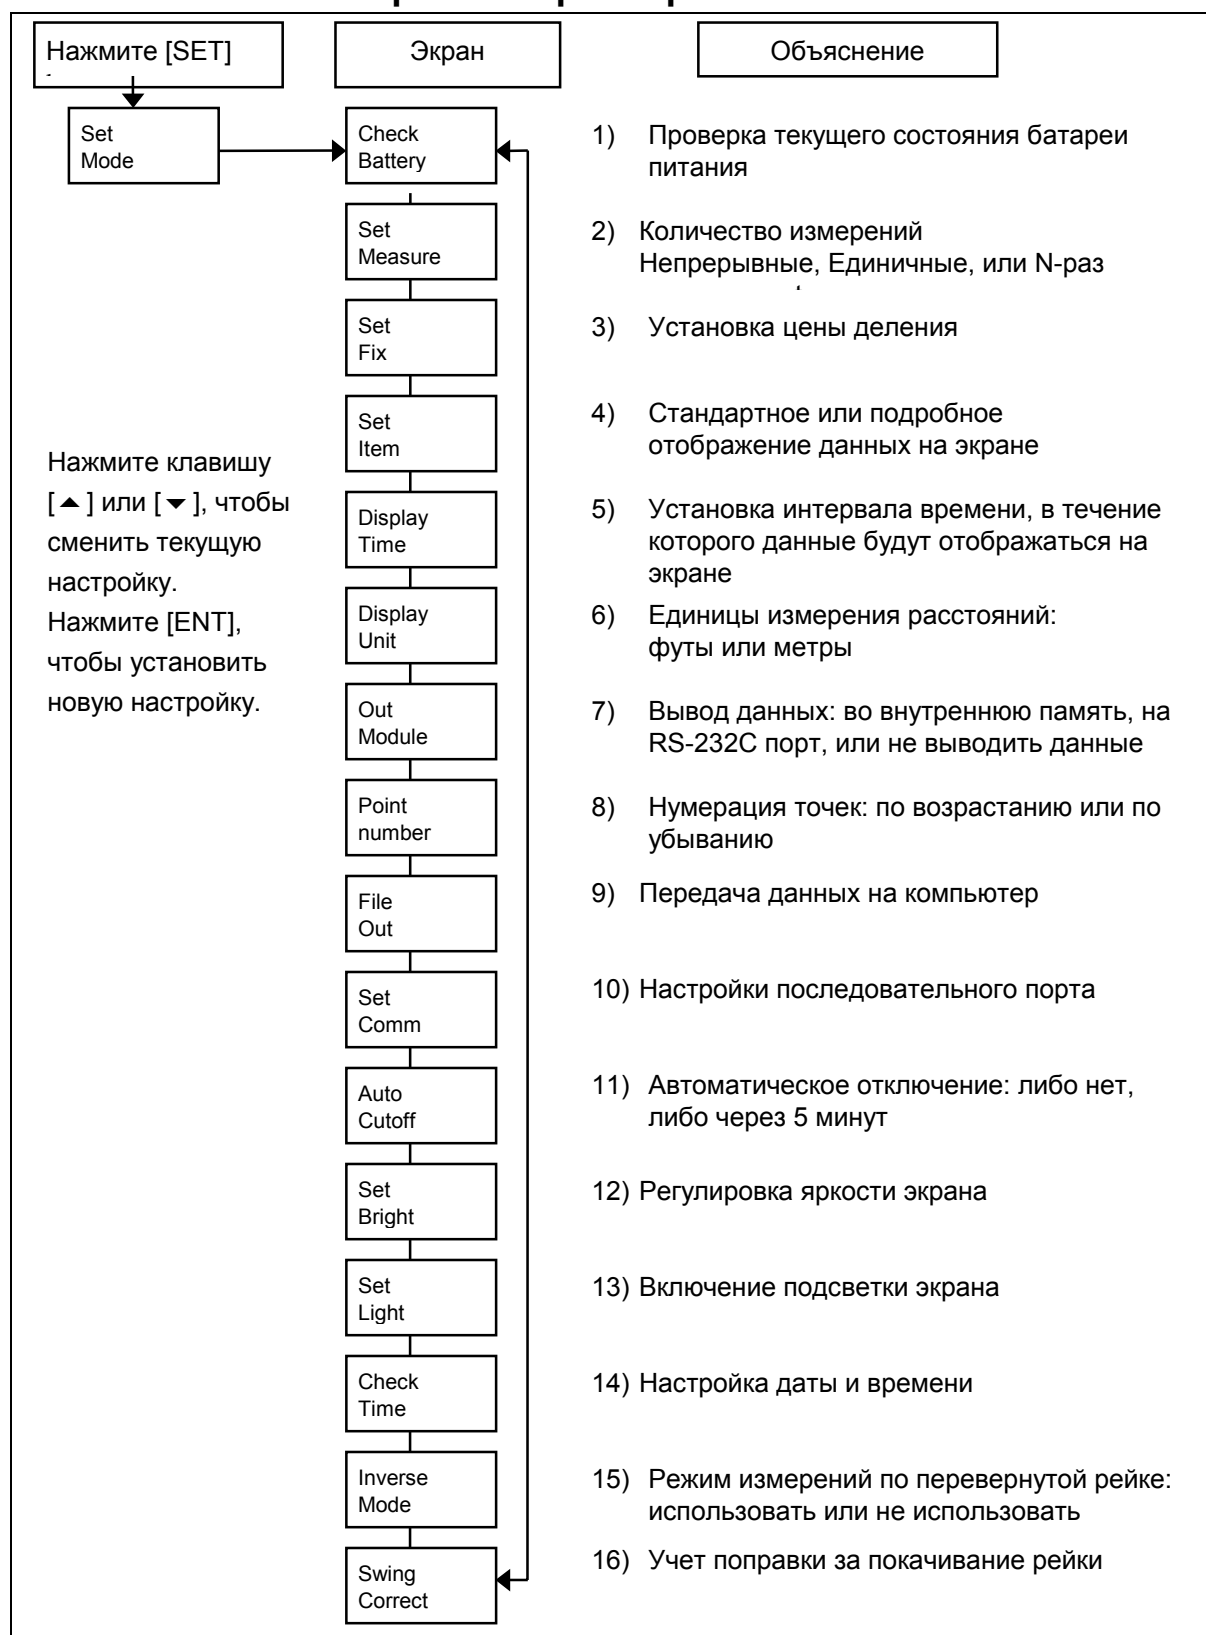 Нажмите [SET]
Экран
Объяснение
Set
Mode
Check
Battery
1) Проверка текущего состояния батареи
питания
Set
Measure
2) Количество измерений
Непрерывные, Единичные, или N-раз
Set
Fix
3) Установка цены деления
Set
Item
4) Стандартное или подробное
отображение данных на экране
Нажмите клавишу
[▲] или [▼], чтобы
сменить текущую
настройку.
Нажмите [ENT],
чтобы установить
новую настройку.
Display
Time
5) Установка интервала времени, в течение
которого данные будут отображаться на
экране
Display
Unit
6) Единицы измерения расстояний:
футы или метры
Out
Module
7) Вывод данных: во внутреннюю память, на
RS-232C порт, или не выводить данные
Point
number
8) Нумерация точек: по возрастанию или по
убыванию
File
Out
9) Передача данных на компьютер
Set
Comm
10) Настройки последовательного порта
Auto
Cutoff
11) Автоматическое отключение: либо нет,
либо через 5 минут
Set
Bright
12) Регулировка яркости экрана
Set
Light
13) Включение подсветки экрана
Check
Time
14) Настройка даты и времени
Inverse
Mode
15) Режим измерений по перевернутой рейке:
использовать или не использовать
Swing
Correct
16) Учет поправки за покачивание рейки